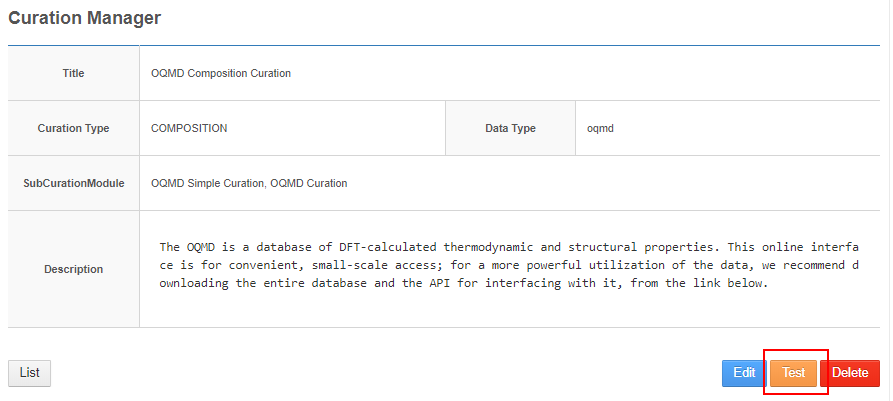 Curation Manager
Title OQMD Composition Curation
Curation Type COMPOSITION Data Type oqmd
SubCurationModule OQMD Simple Curation, OQMD Curation
The OQMD is a database of DFT-calculated thermodynamic and structural properties. This online interfa
Description ce is for convenient, small-scale access; for a more powerful utilization of the data, we recommend d
ownloading the entire database and the API for interfacing with it, from the link below.
List Edit Test Delete